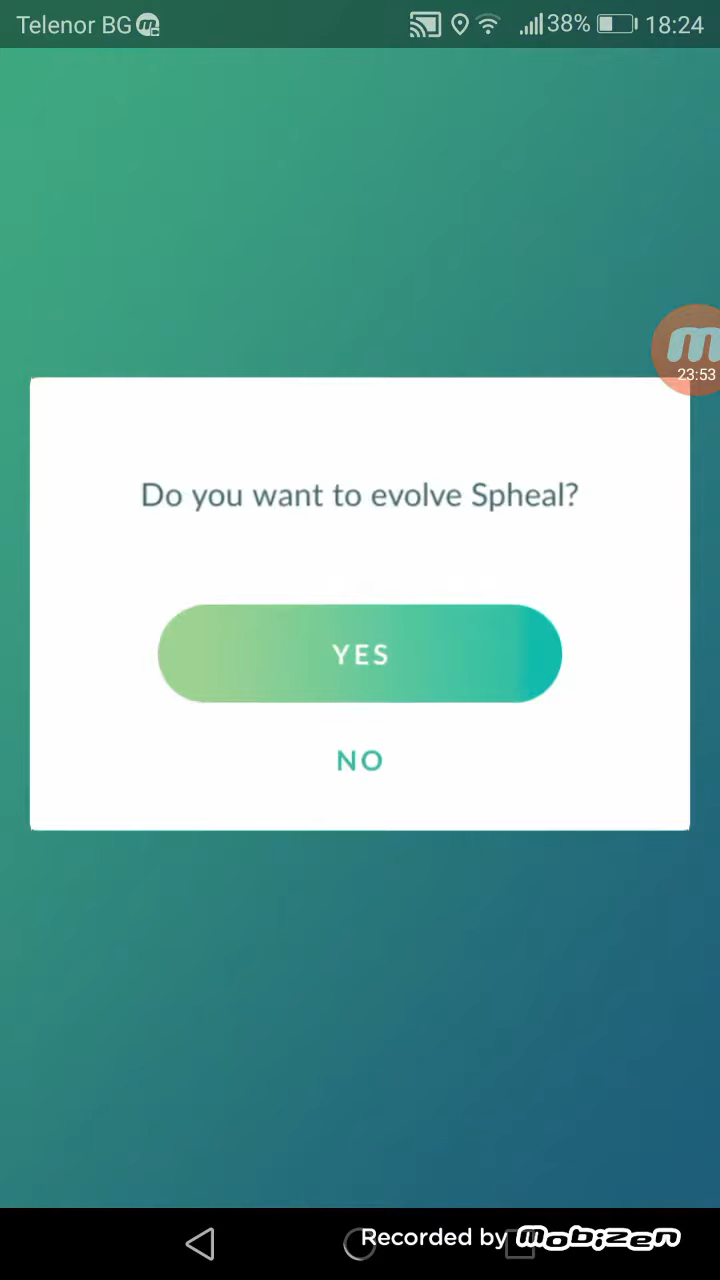 Telenor BG
38% 18:24
m
23:53
Do you want to evolve Spheal?
YES
NO
Recorded by mobizen